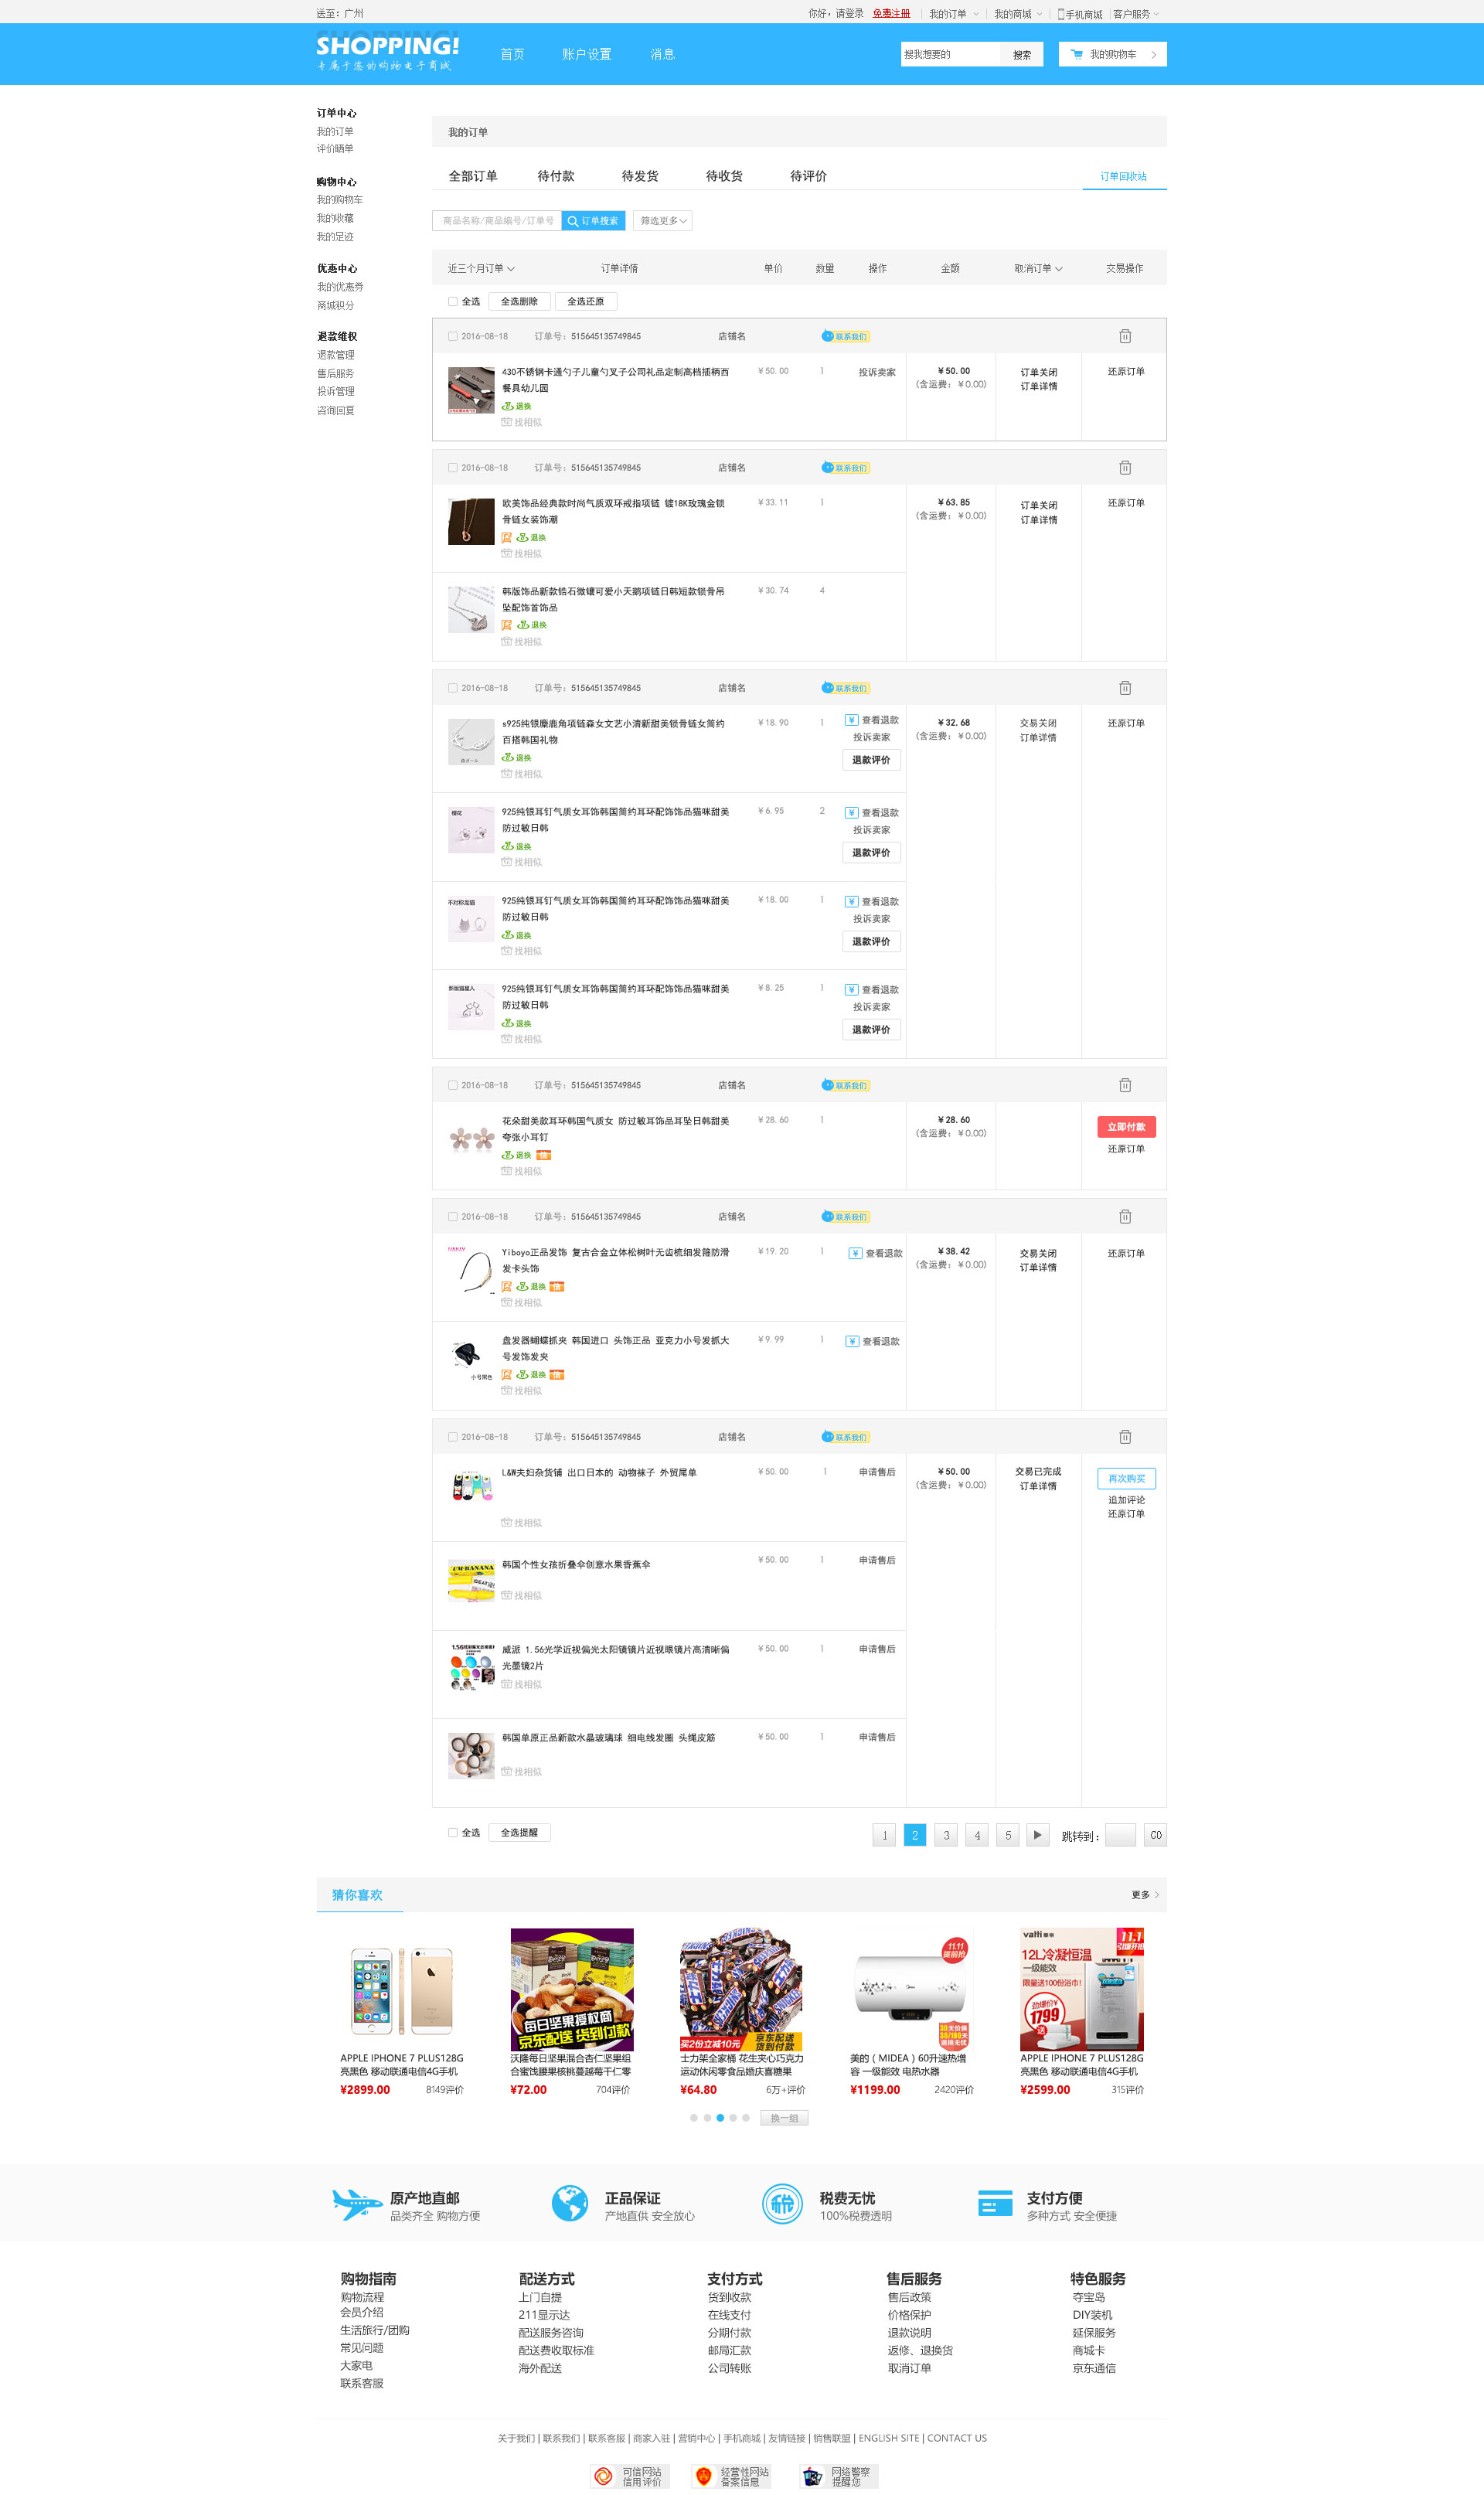 送至：广州
你好，请登录 免费注册 我的订单 我的商城 手机商城 客户服务
SHOPPING!
专属于您的购物电子商城
首页 账户设置 消息
搜我想要的 搜索 我的购物车
订单中心
我的订单
评价晒单
购物中心
我的购物车
我的收藏
我的足迹
优惠中心
我的优惠劵
商城积分
退款维权
退款管理
售后服务
投诉管理
咨询回复
我的订单
全部订单 待付款 待发货 待收货 待评价 订单回收站
商品名称/商品编号/订单号 订单搜索 筛选更多
近三个月订单 订单详情 单价 数量 操作 金额 取消订单 交易操作
全选 全选删除 全选还原
2016-08-18 订单号：515645135749845 店铺名 联系我们
430不锈钢卡通勺子儿童勺叉子公司礼品定制高档插柄西 ￥50.00 1 投诉卖家 ￥50.00 订单关闭 还原订单
餐具幼儿园 (含运费：￥0.00) 订单详情
退换
找相似
2016-08-18 订单号：515645135749845 店铺名 联系我们
欧美饰品经典款时尚气质双环戒指项链 镀18K玫瑰金锁 ￥33.11 1 ￥63.85 订单关闭 还原订单
骨链女装饰潮 (含运费：￥0.00) 订单详情
退换
找相似
韩版饰品新款锆石微镶可爱小天鹅项链日韩短款锁骨吊 ￥30.74 4
坠配饰首饰品
退换
找相似
2016-08-18 订单号：515645135749845 店铺名 联系我们
s925纯银麋鹿角项链森女文艺小清新甜美锁骨链女简约 ￥18.90 1 查看退款 ￥32.68 交易关闭 还原订单
百搭韩国礼物 投诉卖家 (含运费：￥0.00) 订单详情
退换 退款评价
找相似
925纯银耳钉气质女耳饰韩国简约耳环配饰饰品猫咪甜美 ￥6.95 2 查看退款
防过敏日韩 投诉卖家
退换 退款评价
找相似
925纯银耳钉气质女耳饰韩国简约耳环配饰饰品猫咪甜美 ￥18.00 1 查看退款
防过敏日韩 投诉卖家
退换 退款评价
找相似
925纯银耳钉气质女耳饰韩国简约耳环配饰饰品猫咪甜美 ￥8.25 1 查看退款
防过敏日韩 投诉卖家
退换 退款评价
找相似
2016-08-18 订单号：515645135749845 店铺名 联系我们
花朵甜美款耳环韩国气质女 防过敏耳饰品耳坠日韩甜美 ￥28.60 1 ￥28.60 立即付款
夸张小耳钉 (含运费：￥0.00) 还原订单
退换
找相似
2016-08-18 订单号：515645135749845 店铺名 联系我们
Yiboyo正品发饰 复古合金立体松树叶无齿梳细发箍防滑 ￥19.20 1 查看退款 ￥38.42 交易关闭 还原订单
发卡头饰 (含运费：￥0.00) 订单详情
退换
找相似
盘发器蝴蝶抓夹 韩国进口 头饰正品 亚克力小号发抓大 ￥9.99 1 查看退款
号发饰发夹
退换
小号黑色
找相似
2016-08-18 订单号：515645135749845 店铺名 联系我们
L&W夫妇杂货铺 出口日本的 动物袜子 外贸尾单 ￥50.00 1 申请售后 ￥50.00 交易已完成 再次购买
(含运费：￥0.00) 订单详情 追加评论
还原订单
找相似
韩国个性女孩折叠伞创意水果香蕉伞 ￥50.00 1 申请售后
找相似
威派 1.56光学近视偏光太阳镜镜片近视眼镜片高清晰偏 ￥50.00 1 申请售后
光墨镜2片
找相似
韩国单原正品新款水晶玻璃球 细电线发圈 头绳皮筋 ￥50.00 1 申请售后
找相似
全选 全选提醒 1 2 3 4 5 跳转到： GO
猜你喜欢 更多
每日坚果授权商
京东配送 货到付款
买2份立减10元 京东配送 货到付款
11.11 提前抢
30天价保
vatti
12L冷凝恒温
一级能效
限量送100份浴巾!
1799
APPLE IPHONE 7 PLUS128G
亮黑色 移动联通电信4G手机
¥2899.00 8149评价
沃隆每日坚果混合杏仁坚果组
合蜜饯腰果核桃蔓越莓干仁零
¥72.00 704评价
士力架全家桶 花生夹心巧克力
运动休闲零食品婚庆喜糖果
¥64.80 6万+评价
美的（MIDEA）60升速热增
容 一级能效 电热水器
¥1199.00 2420评价
APPLE IPHONE 7 PLUS128G
亮黑色 移动联通电信4G手机
¥2599.00 315评价
换一组
原产地直邮 正品保证 税费无忧 支付方便
品类齐全 购物方便 产地直供 安全放心 100%税费透明 多种方式 安全便捷
购物指南 配送方式 支付方式 售后服务 特色服务
购物流程 上门自提 货到收款 售后政策 夺宝岛
会员介绍 211显示达 在线支付 价格保护 DIY装机
生活旅行/团购 配送服务咨询 分期付款 退款说明 延保服务
常见问题 配送费收取标准 邮局汇款 返修、退换货 商城卡
大家电 海外配送 公司转账 取消订单 京东通信
联系客服
关于我们 | 联系我们 | 联系客服 | 商家入驻 | 营销中心 | 手机商城 | 友情链接 | 销售联盟 | ENGLISH SITE | CONTACT US
可信网站 经营性网站 网络警察
信用评价 备案信息 提醒您